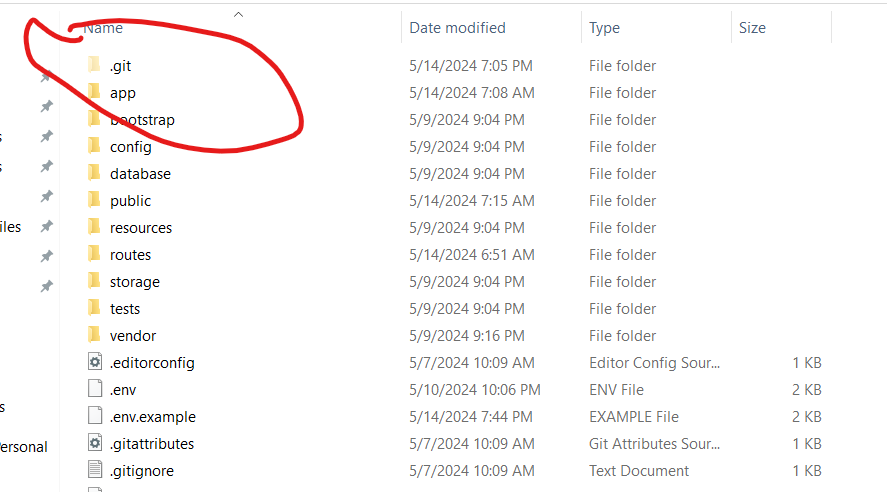 Name Date modified Type Size
.git 5/14/2024 7:05 PM File folder
app 5/14/2024 7:08 AM File folder
bootstrap 5/9/2024 9:04 PM File folder
config 5/9/2024 9:04 PM File folder
s
database 5/9/2024 9:04 PM File folder
s
public 5/14/2024 7:15 AM File folder
resources 5/9/2024 9:04 PM File folder
iles
routes 5/14/2024 6:51 AM File folder
storage 5/9/2024 9:04 PM File folder
tests 5/9/2024 9:04 PM File folder
vendor 5/9/2024 9:16 PM File folder
.editorconfig 5/7/2024 10:09 AM Editor Config Sour... 1 KB
.env 5/10/2024 10:06 PM ENV File 2 KB
s
.env.example 5/14/2024 7:44 PM EXAMPLE File 2 KB
.gitattributes 5/7/2024 10:09 AM Git Attributes Sour... 1 KB
ersonal
.gitignore 5/7/2024 10:09 AM Text Document 1 KB